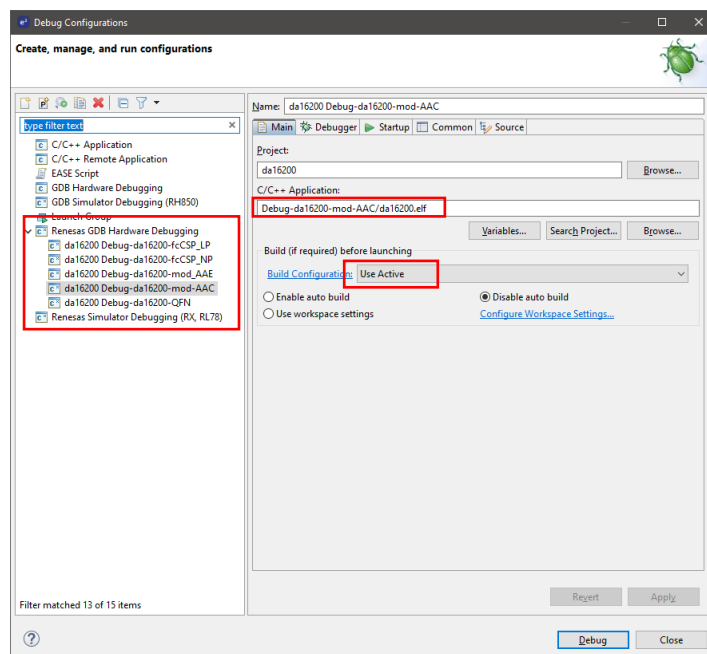 e² Debug Configurations
Create, manage, and run configurations
type filter text
C/C++ Application
C/C++ Remote Application
EASE Script
GDB Hardware Debugging
GDB Simulator Debugging (RH850)
Launch Group
Renesas GDB Hardware Debugging
da16200 Debug-da16200-fcCSP_LP
da16200 Debug-da16200-fcCSP_NP
da16200 Debug-da16200-mod_AAE
da16200 Debug-da16200-mod-AAC
da16200 Debug-da16200-QFN
Renesas Simulator Debugging (RX, RL78)
Filter matched 13 of 15 items
Name: da16200 Debug-da16200-mod-AAC
Main Debugger Startup Common Source
Project:
da16200 Browse...
C/C++ Application:
Debug-da16200-mod-AAC/da16200.elf
Variables... Search Project... Browse...
Build (if required) before launching
Build Configuration: Use Active
Enable auto build Disable auto build
Use workspace settings Configure Workspace Settings...
Revert Apply
? Debug Close